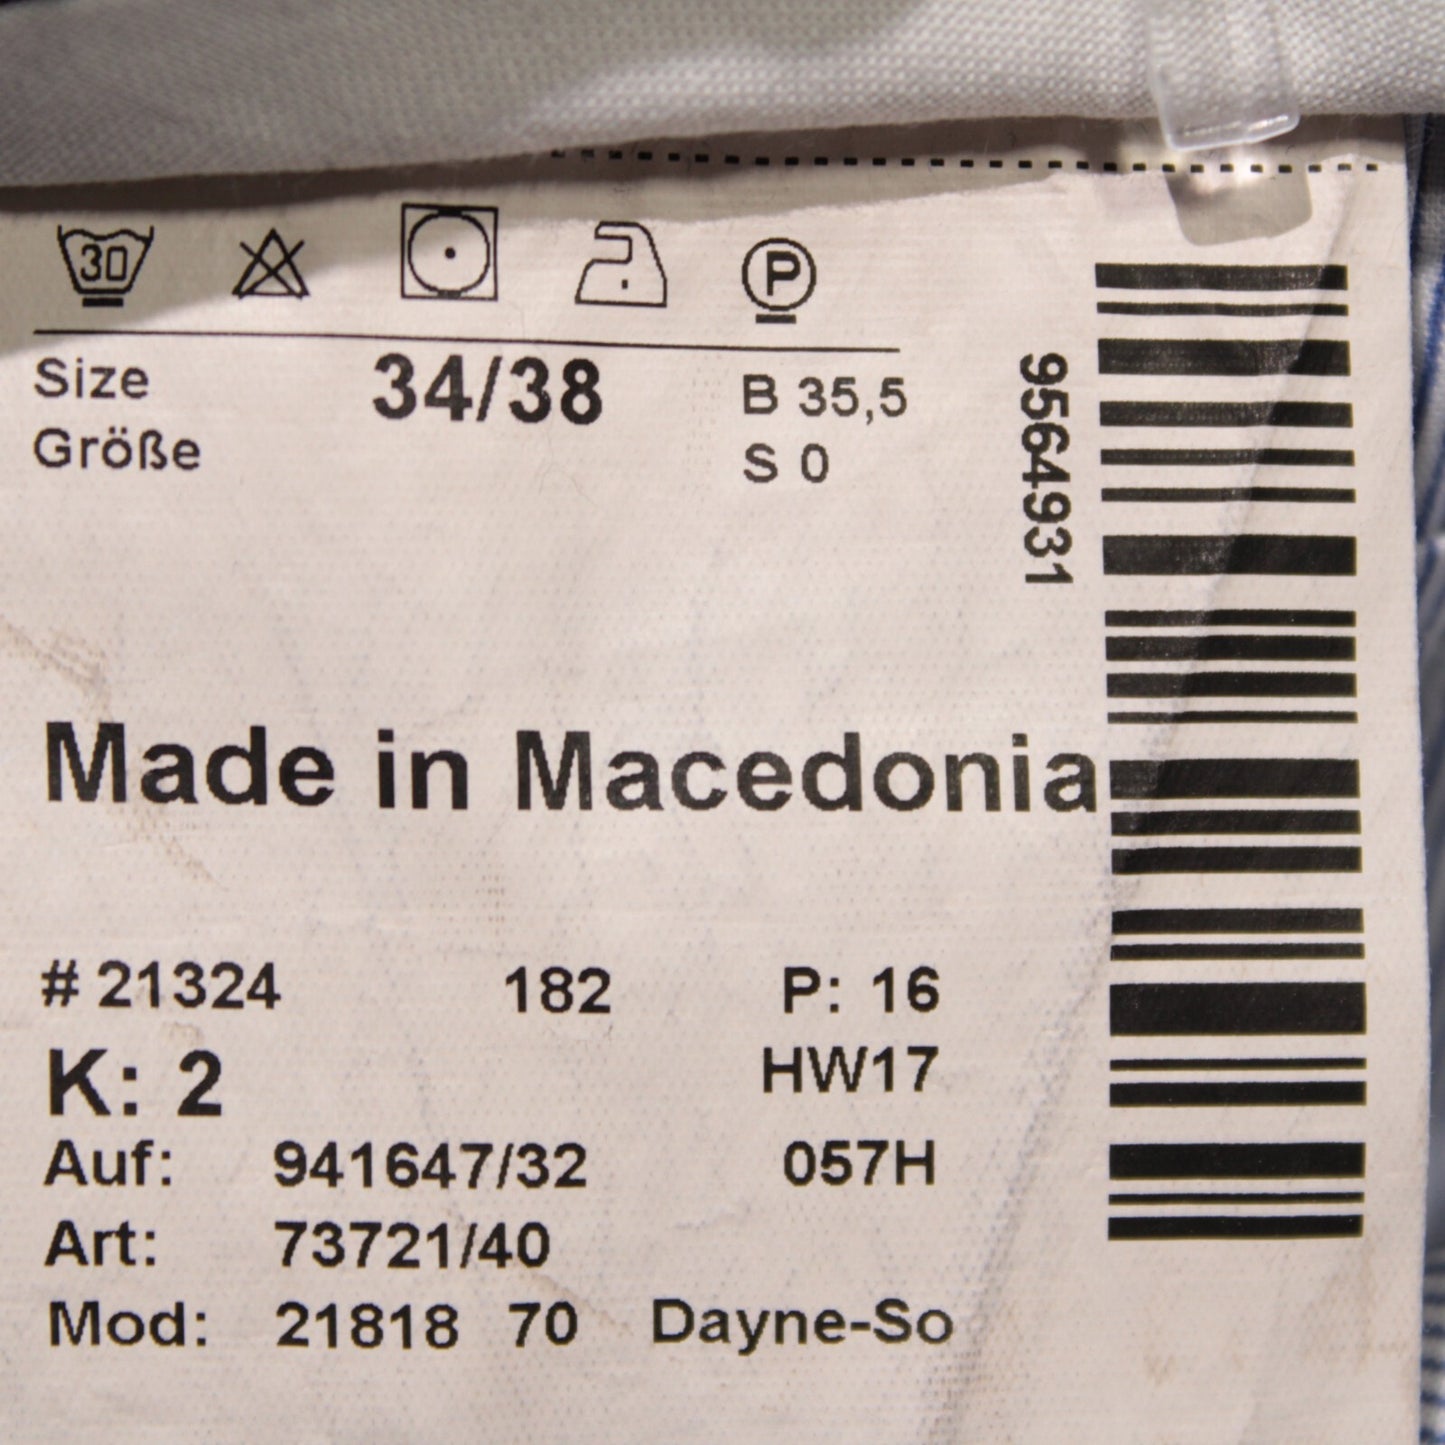 30 P
Size 34/38 B 35,5
Größe S 0
9564931
Made in Macedonia
# 21324 182 P: 16
K: 2 HW17
Auf: 941647/32 057H
Art: 73721/40
Mod: 21818 70 Dayne-So